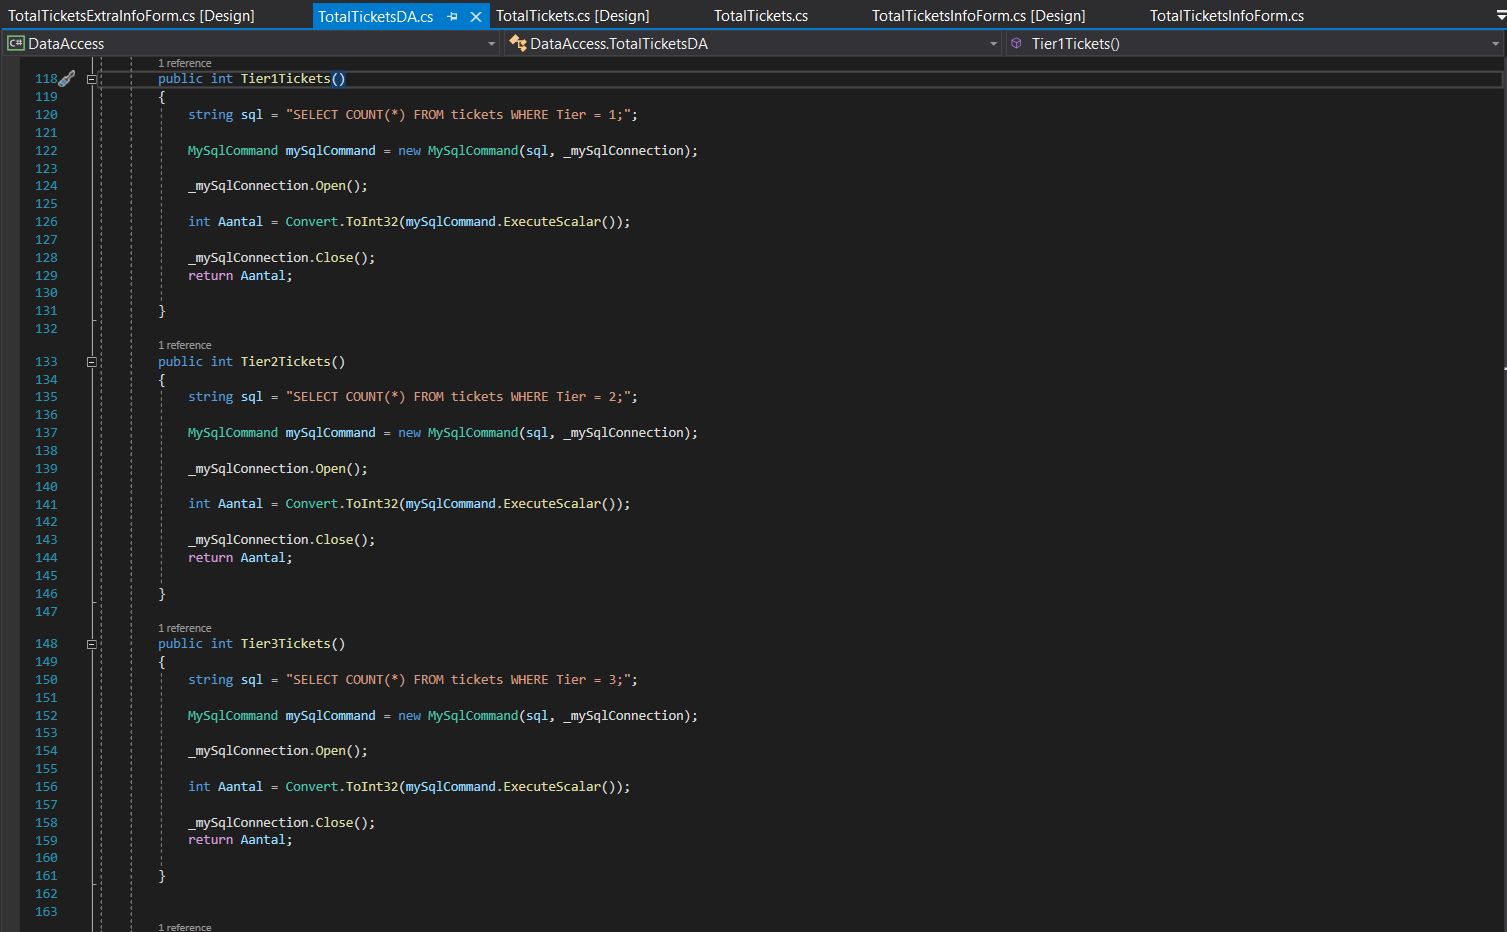 TotalTicketsExtraInfoForm.cs [Design] TotalTicketsDA.cs TotalTickets.cs [Design] TotalTickets.cs TotalTicketsInfoForm.cs [Design] TotalTicketsInfoForm.cs
C# DataAccess DataAccess.TotalTicketsDA Tier1Tickets()
1 reference
118 public int Tier1Tickets()
119 {
120 string sql = "SELECT COUNT(*) FROM tickets WHERE Tier = 1;";
121
122 MySqlCommand mySqlCommand = new MySqlCommand(sql, _mySqlConnection);
123
124 _mySqlConnection.Open();
125
126 int Aantal = Convert.ToInt32(mySqlCommand.ExecuteScalar());
127
128 _mySqlConnection.Close();
129 return Aantal;
130
131 }
132
1 reference
133 public int Tier2Tickets()
134 {
135 string sql = "SELECT COUNT(*) FROM tickets WHERE Tier = 2;";
136
137 MySqlCommand mySqlCommand = new MySqlCommand(sql, _mySqlConnection);
138
139 _mySqlConnection.Open();
140
141 int Aantal = Convert.ToInt32(mySqlCommand.ExecuteScalar());
142
143 _mySqlConnection.Close();
144 return Aantal;
145
146 }
147
1 reference
148 public int Tier3Tickets()
149 {
150 string sql = "SELECT COUNT(*) FROM tickets WHERE Tier = 3;";
151
152 MySqlCommand mySqlCommand = new MySqlCommand(sql, _mySqlConnection);
153
154 _mySqlConnection.Open();
155
156 int Aantal = Convert.ToInt32(mySqlCommand.ExecuteScalar());
157
158 _mySqlConnection.Close();
159 return Aantal;
160
161 }
162
163
1 reference